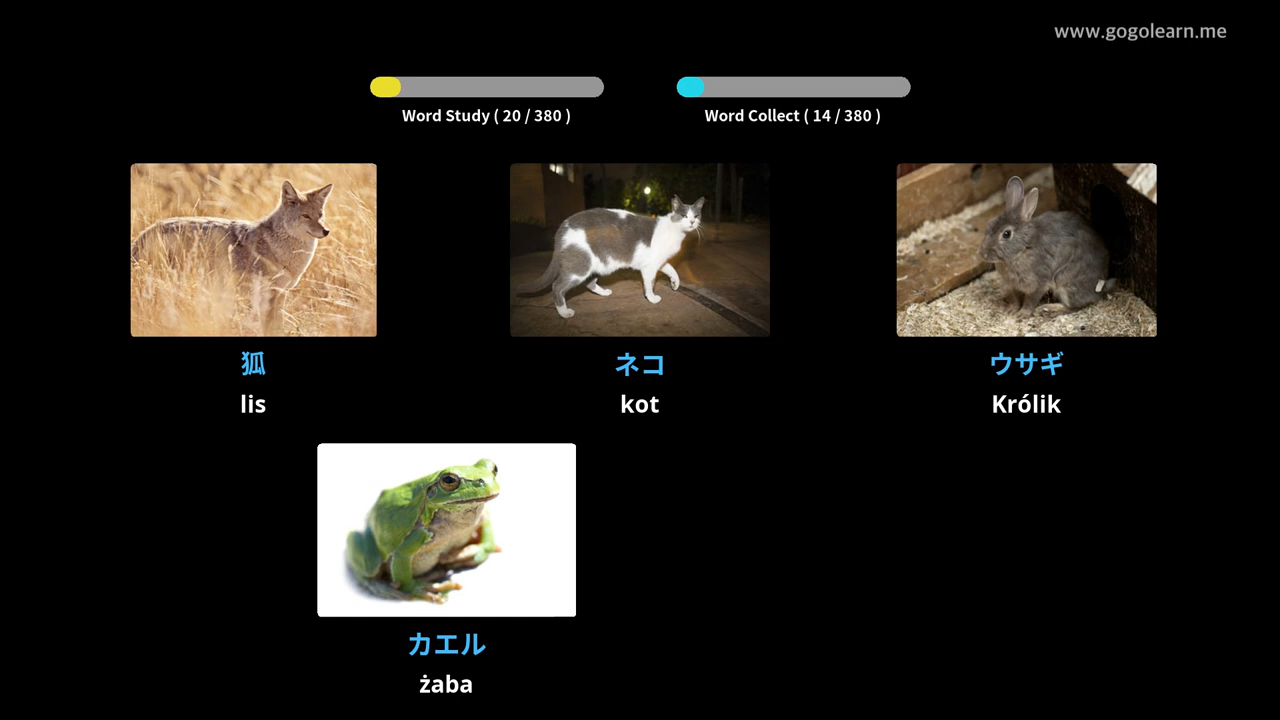 www.gogolearn.me
Word Study ( 20 / 380 )
Word Collect ( 14 / 380 )
狐
lis
ネコ
kot
ウサギ
Królik
カエル
żaba